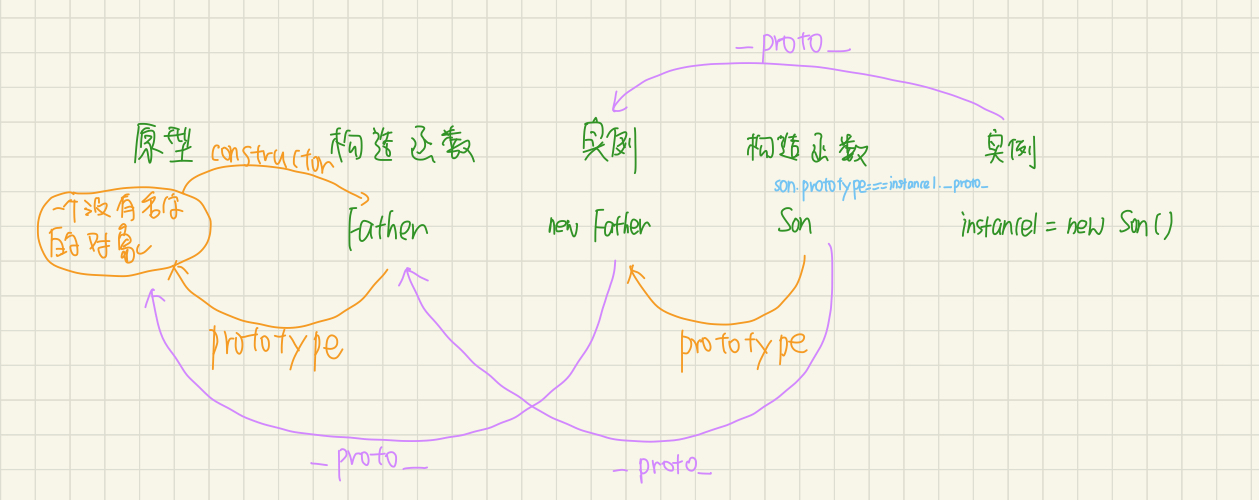 _proto_
原型 constructor 构造函数 实例 构造函数 实例
son.prototype===instance1._proto_
一个没有名字
的对象
Father new Father Son instance1 = new Son()
prototype prototype
_proto_ _proto_